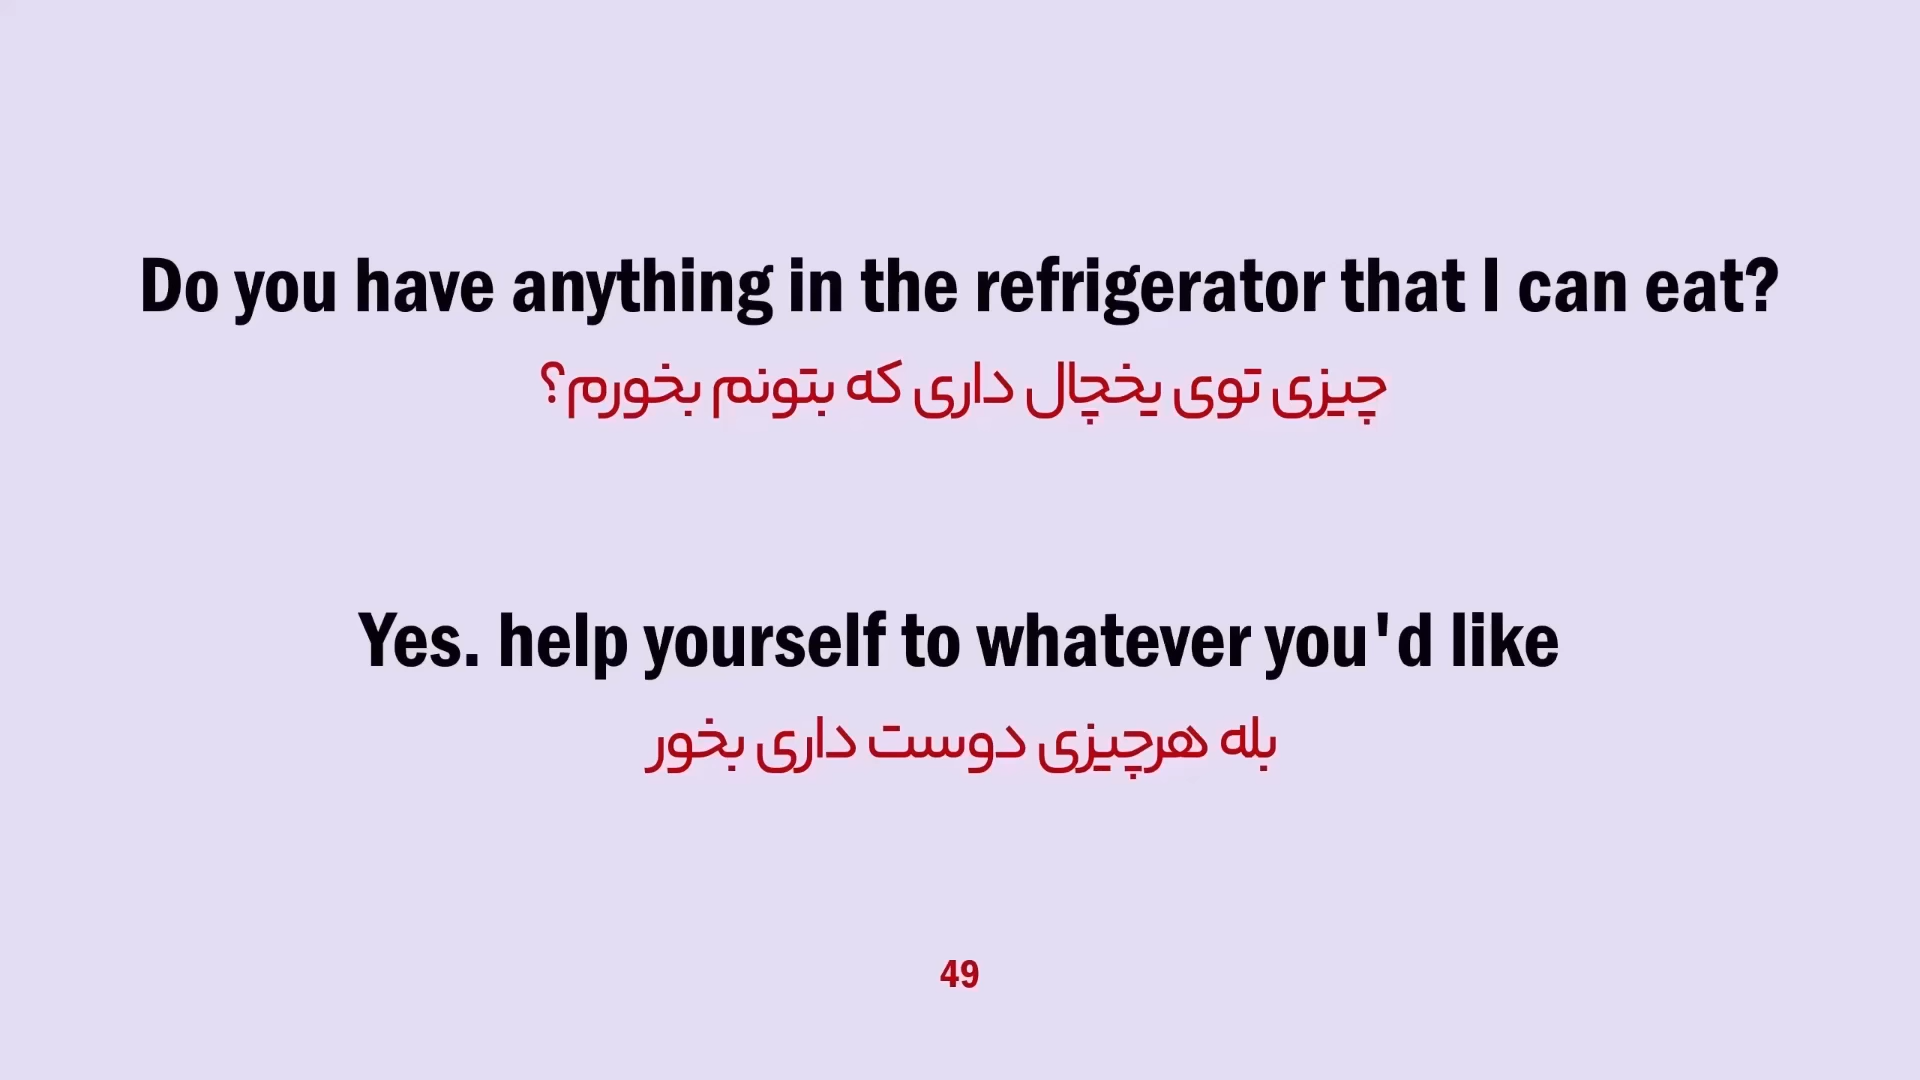 Do you have anything in the refrigerator that I can eat?
چیزی توی یخچال داری که بتونم بخورم؟
Yes. help yourself to whatever you'd like
بله هرچیزی دوست داری بخور
49